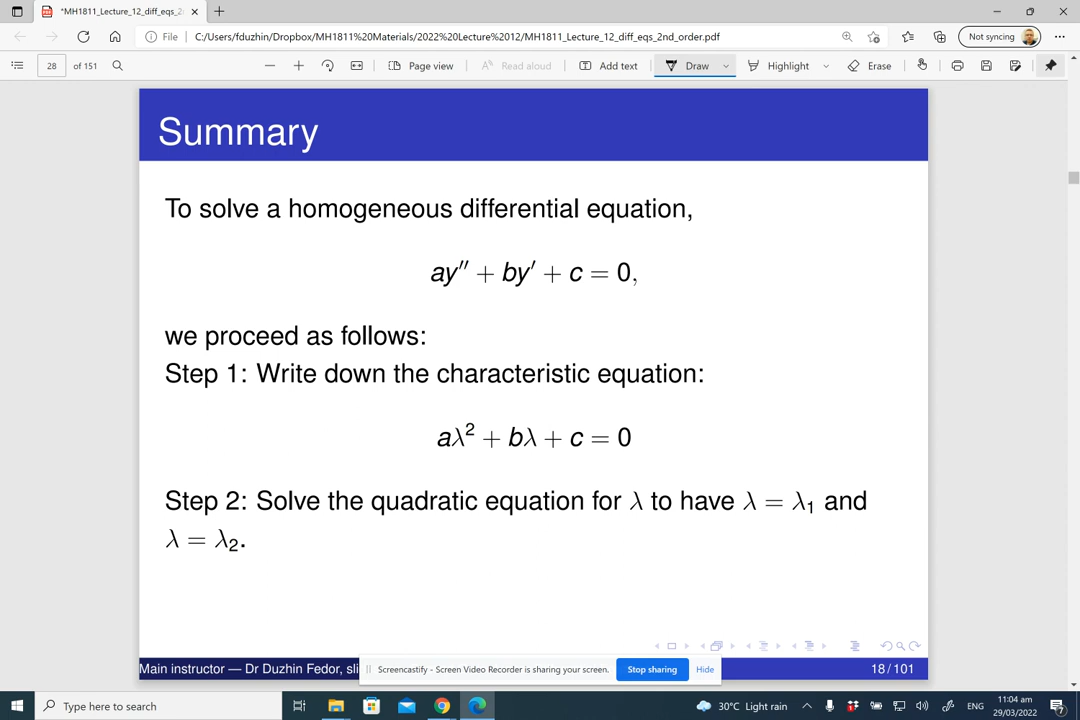 *MH1811_Lecture_12_diff_eqs_2nd
File
C:/Users/fduzhin/Dropbox/MH1811%20Materials/2022%20Lecture%2012/MH1811_Lecture_12_diff_eqs_2nd_order.pdf
Not syncing
28 of 151
Page view
Read aloud
Add text
Draw
Highlight
Erase
Summary
To solve a homogeneous differential equation,
ay″ + by′ + c = 0,
we proceed as follows:
Step 1: Write down the characteristic equation:
aλ² + bλ + c = 0
Step 2: Solve the quadratic equation for λ to have λ = λ₁ and
λ = λ₂.
Main instructor — Dr Duzhin Fedor, sli
18/101
Screencastify - Screen Video Recorder is sharing your screen.
Stop sharing
Hide
Type here to search
30°C Light rain
ENG
11:04 am
29/03/2022
7